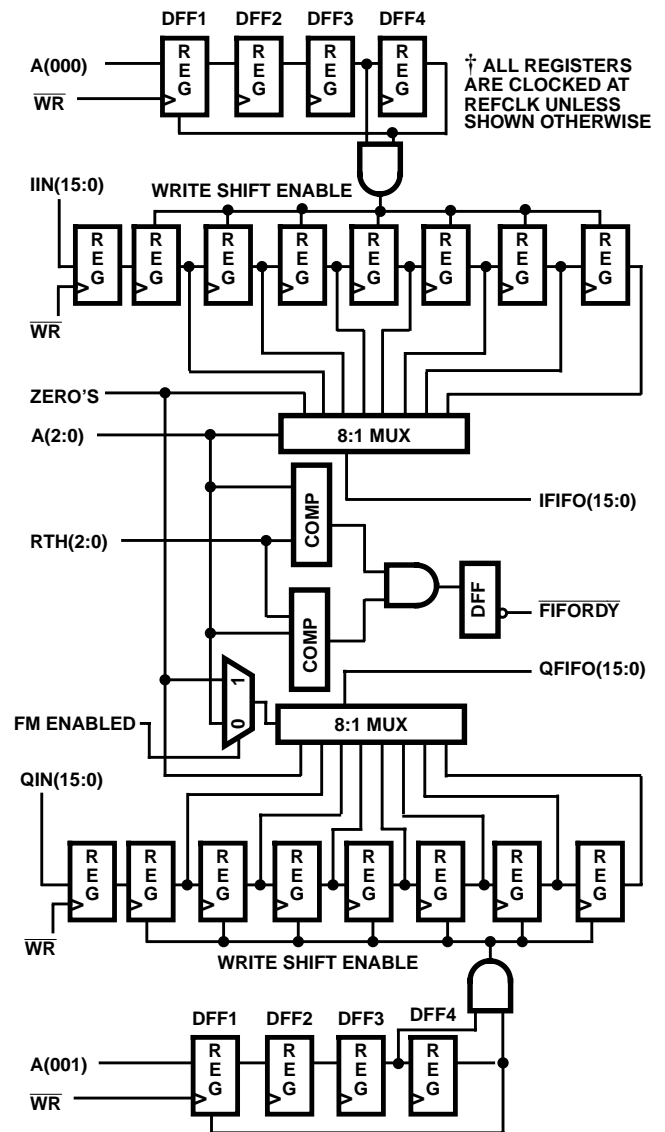 DFF1 DFF2 DFF3 DFF4
REG REG REG REG
A(000)
WR
† ALL REGISTERS
ARE CLOCKED AT
REFCLK UNLESS
SHOWN OTHERWISE
WRITE SHIFT ENABLE
IIN(15:0)
REG REG REG REG REG REG REG REG
WR
ZERO'S
A(2:0)
8:1 MUX
IFIFO(15:0)
COMP
RTH(2:0)
COMP
DFF
FIFORDY
QFIFO(15:0)
1
0
8:1 MUX
FM ENABLED
QIN(15:0)
REG REG REG REG REG REG REG REG
WR
WRITE SHIFT ENABLE
DFF1 DFF2 DFF3 DFF4
REG REG REG REG
A(001)
WR